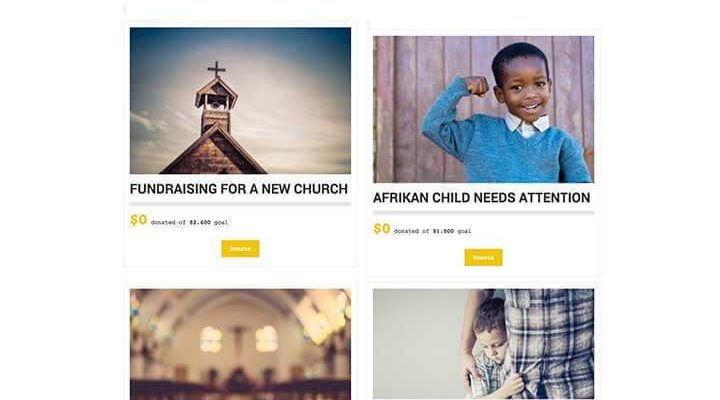 FUNDRAISING FOR A NEW CHURCH
$0 donated of $2.400 goal
Donate
AFRIKAN CHILD NEEDS ATTENTION
$0 donated of $1.500 goal
Donate